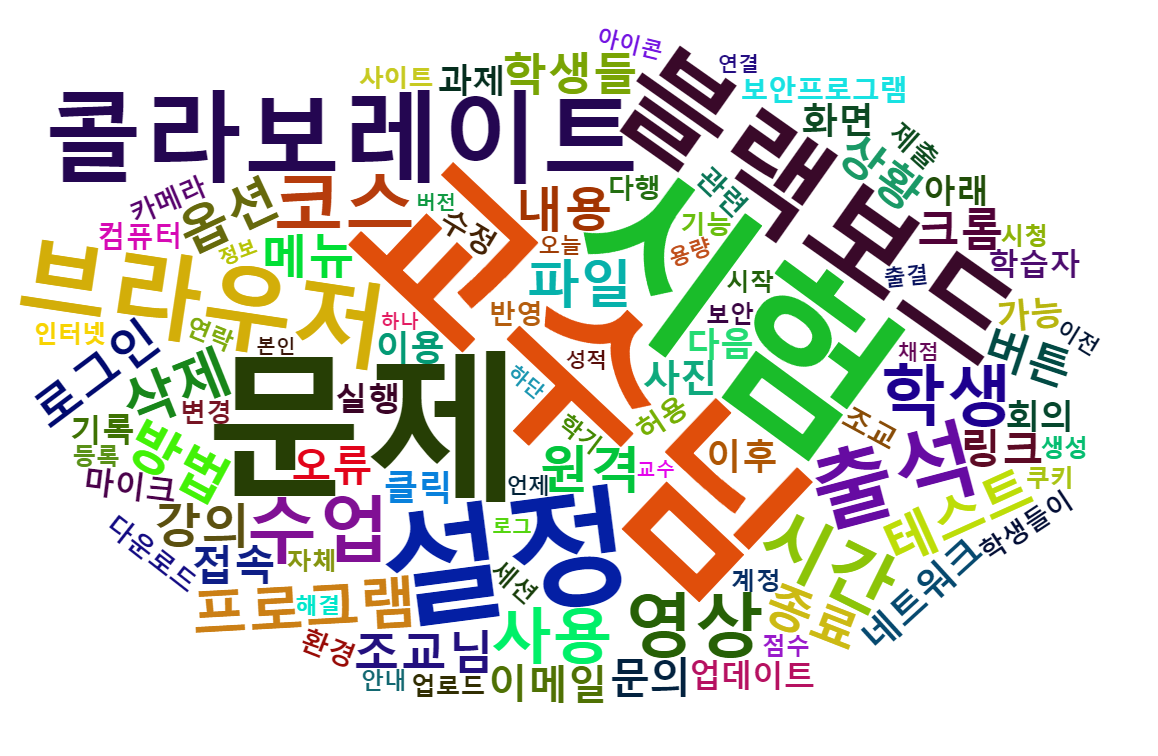 아이콘
연결
사이트
과제
학생들
블랙보드
보안프로그램
콜라보레이트
화면
제출
상황
카메라
옵션
코스
버전
수정
내용
다행
관련
아래
컴퓨터
정보
메뉴
교수님
오늘
시험
기능
용량
크롬
시청
학습자
브라우저
파일
시작
출결
인터넷
연락
하나
반영
보안
가능
이전
로그인
본인
이용
성적
다음
채점
버튼
삭제
문제
실행
하단
사진
학생
변경
허용
조교
회의
기록
방법
오류
학기
이후
출석
링크
생성
등록
마이크
클릭
언제
원격
교수
쿠키
강의
수업
설정
로그
시간
테스트
학생들이
다운로드
접속
자체
세션
계정
네트워크
프로그램
해결
사용
영상
종료
환경
조교님
점수
안내
업로드
이메일
문의
업데이트